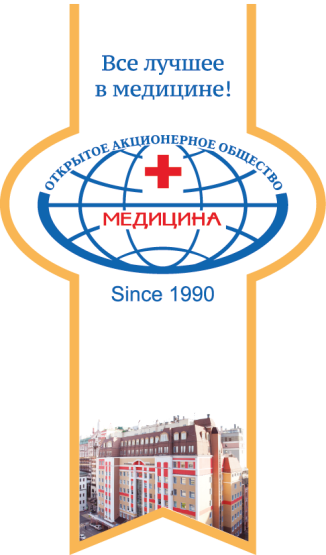 Все лучшее
в медицине!
ОТКРЫТОЕ АКЦИОНЕРНОЕ ОБЩЕСТВО
МЕДИЦИНА
Since 1990